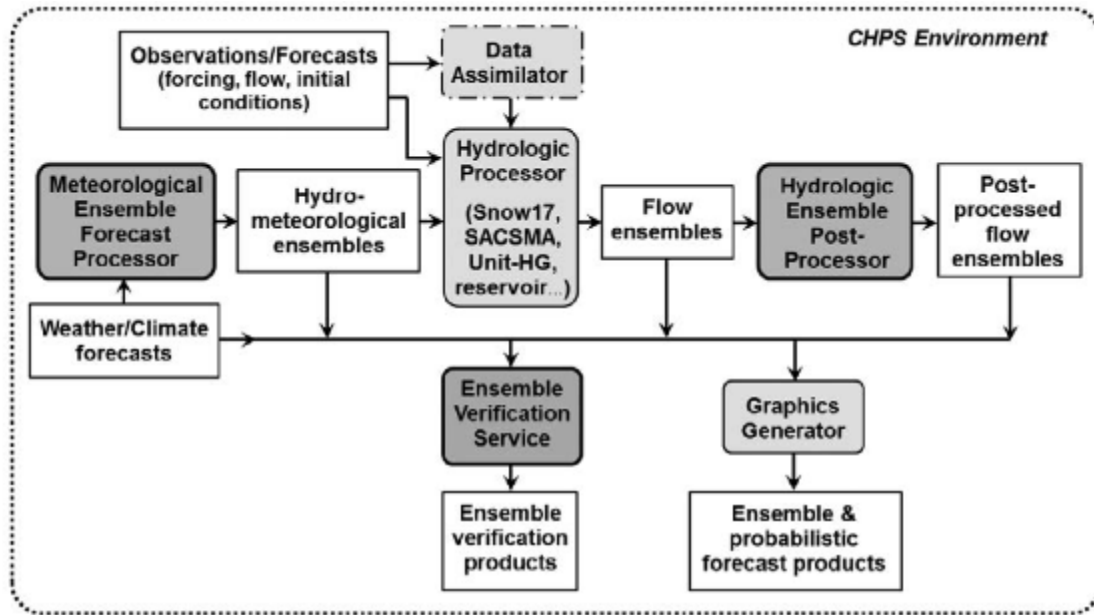 CHPS Environment
Observations/Forecasts
(forcing, flow, initial
conditions)
Data
Assimilator
Meteorological
Ensemble
Forecast
Processor
Hydro-
meteorological
ensembles
Hydrologic
Processor
(Snow17,
SACSMA,
Unit-HG,
reservoir...)
Flow
ensembles
Hydrologic
Ensemble
Post-
Processor
Post-
processed
flow
ensembles
Weather/Climate
forecasts
Ensemble
Verification
Service
Graphics
Generator
Ensemble
verification
products
Ensemble &
probabilistic
forecast products